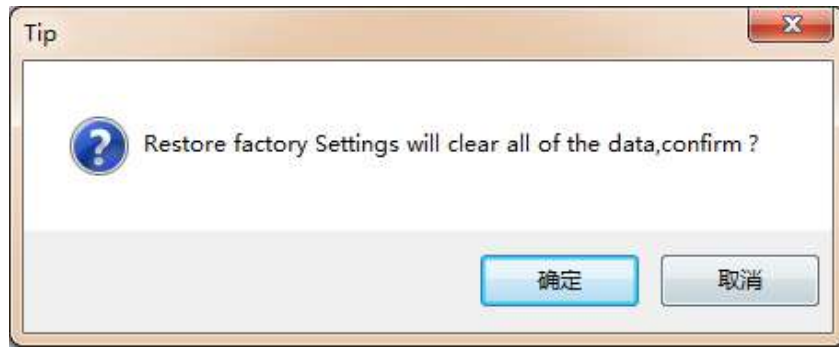 Tip
Restore factory Settings will clear all of the data,confirm ?
确定
取消